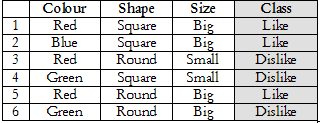 Colour Shape Size Class
1 Red Square Big Like
2 Blue Square Big Like
3 Red Round Small Dislike
4 Green Square Small Dislike
5 Red Round Big Like
6 Green Round Big Dislike